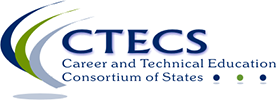 CTECS
Career and Technical Education
Consortium of States